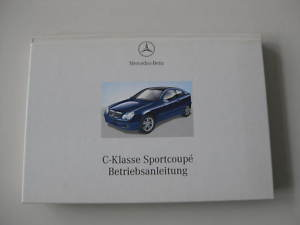 Mercedes-Benz
C-Klasse Sportcoupé
Betriebsanleitung